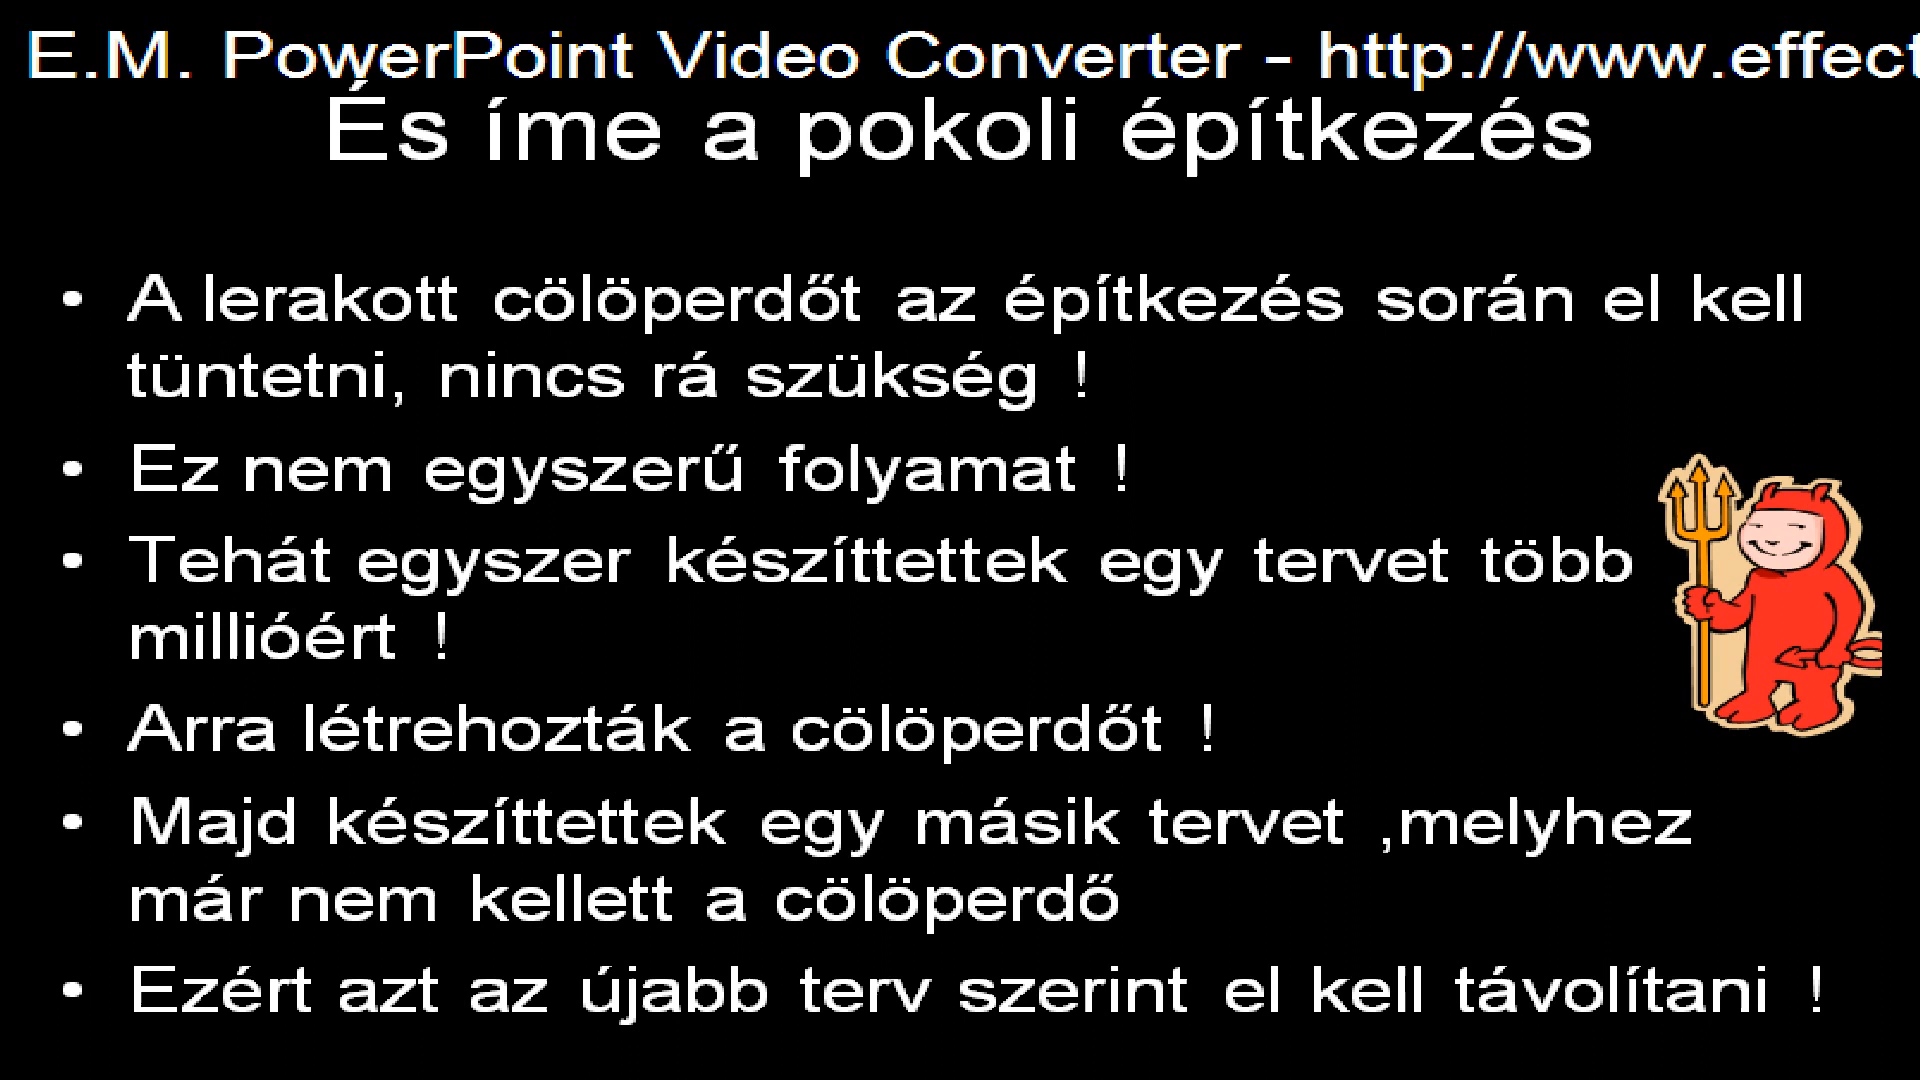 E.M. PowerPoint Video Converter - http://www.effect
És íme a pokoli építkezés
• A lerakott cölöperdőt az építkezés során el kell
tüntetni, nincs rá szükség !
• Ez nem egyszerű folyamat !
• Tehát egyszer készíttettek egy tervet több
millióért !
• Arra létrehozták a cölöperdőt !
• Majd készíttettek egy másik tervet ,melyhez
már nem kellett a cölöperdő
• Ezért azt az újabb terv szerint el kell távolítani !